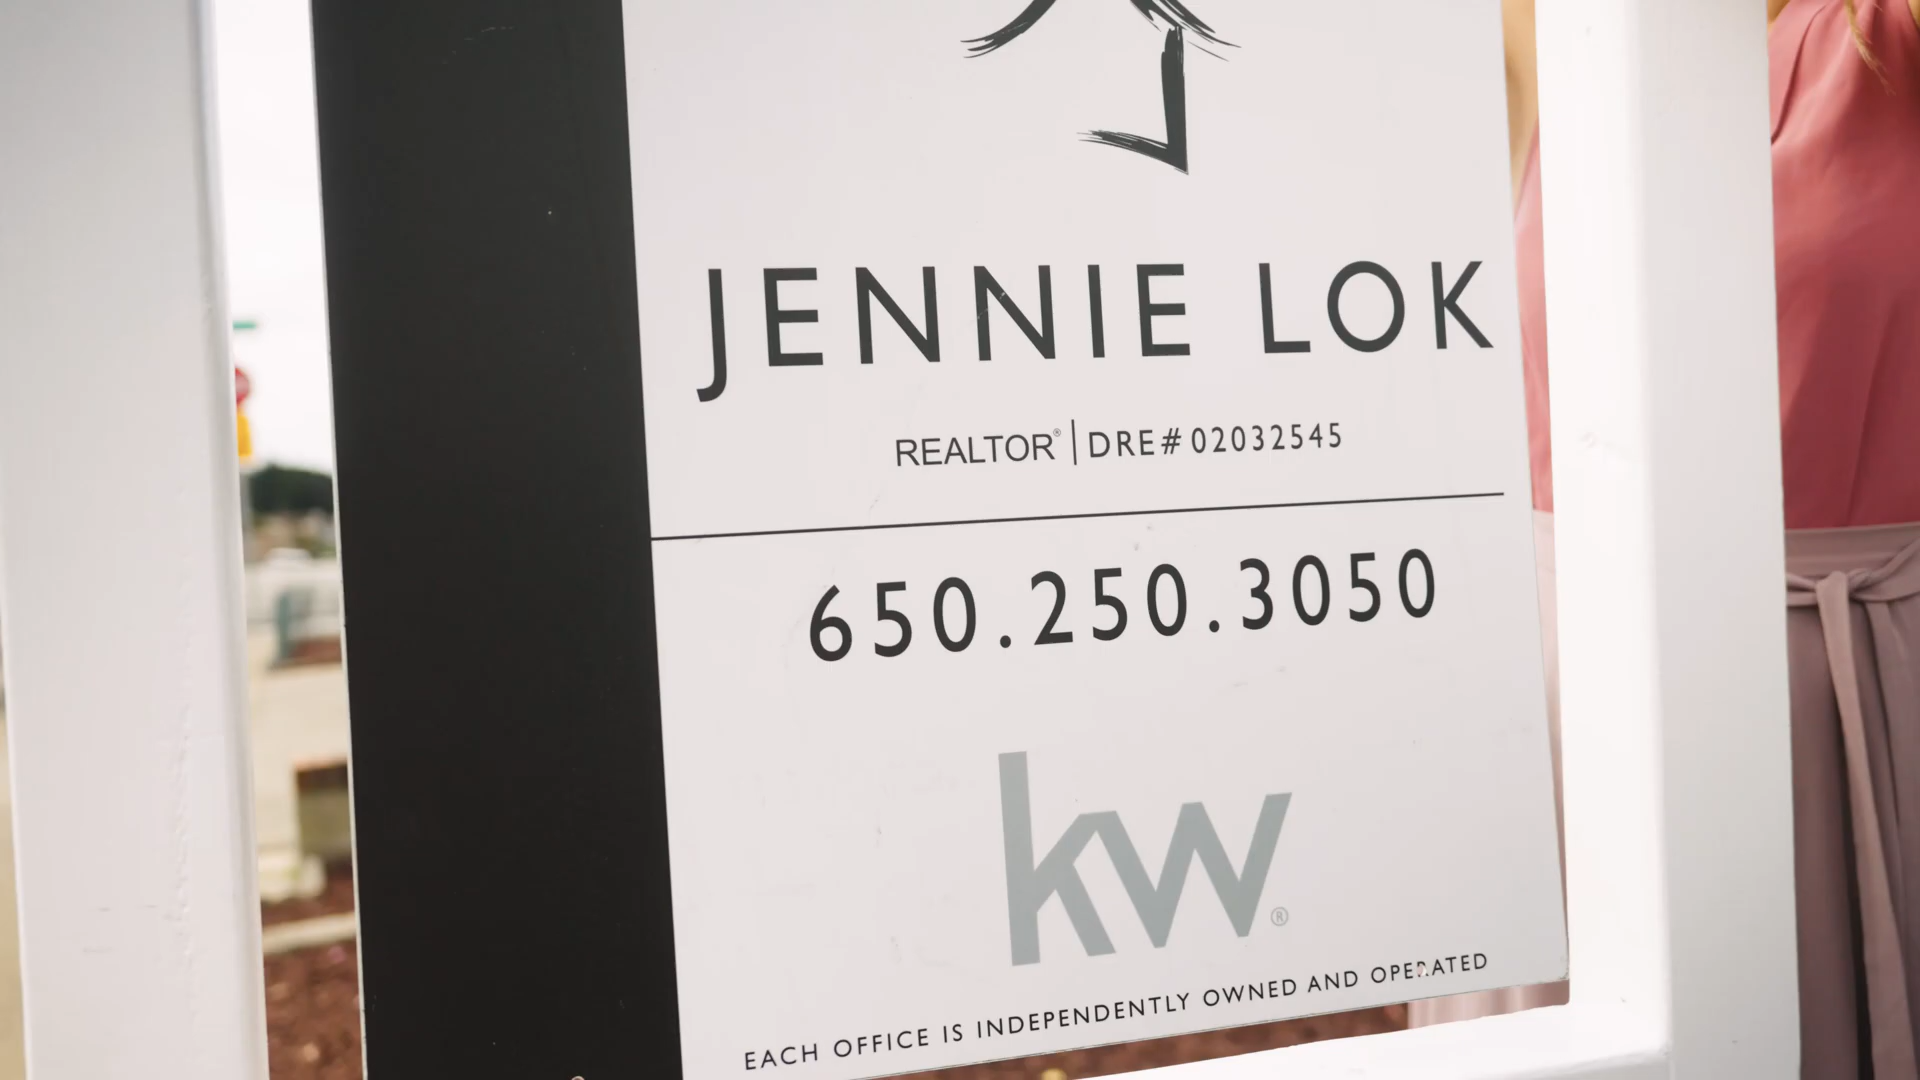 JENNIE LOK
REALTOR® | DRE# 02032545
650.250.3050
kw®
EACH OFFICE IS INDEPENDENTLY OWNED AND OPERATED